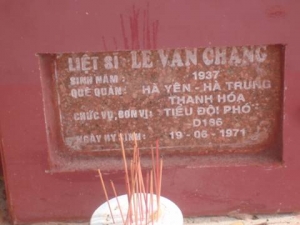 LIỆT SĨ LÊ VĂN CHANG
SINH NĂM : 1937
QUÊ QUÁN : HÀ YÊN - HÀ TRUNG
THANH HÓA
CHỨC VỤ, ĐƠN VỊ : TIỂU ĐỘI PHÓ
D186
NGÀY HY SINH : 19 - 06 - 1971